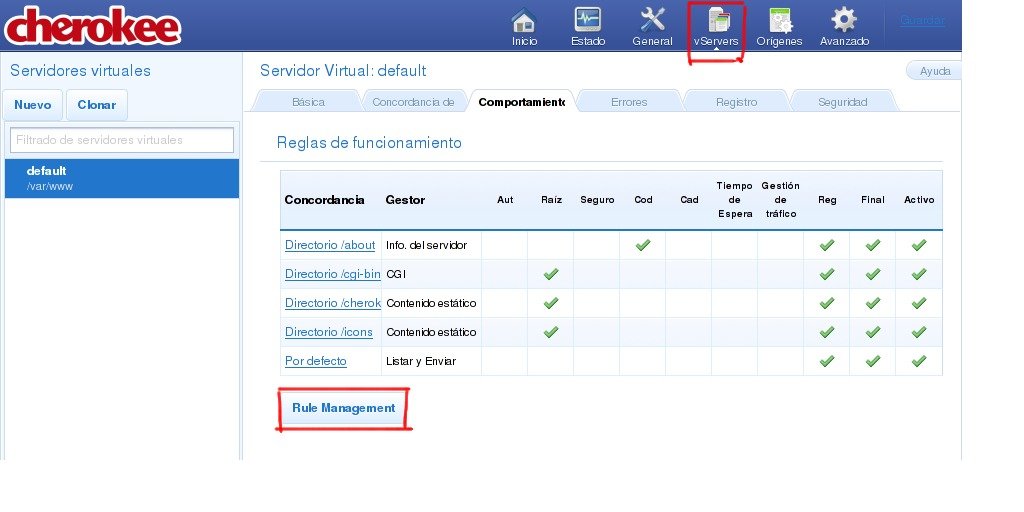 cherokee
Inicio Estado General vServers Orígenes Avanzado Guardar
Servidores virtuales
Servidor Virtual: default
Ayuda
Nuevo Clonar
Básica Concordancia de Comportamiento Errores Registro Seguridad
Filtrado de servidores virtuales
default
/var/www
Reglas de funcionamiento
Concordancia Gestor Aut Raíz Seguro Cod Cad Tiempo de Espera Gestión de tráfico Reg Final Activo
Directorio /about Info. del servidor
Directorio /cgi-bin CGI
Directorio /cherok Contenido estático
Directorio /icons Contenido estático
Por defecto Listar y Enviar
Rule Management